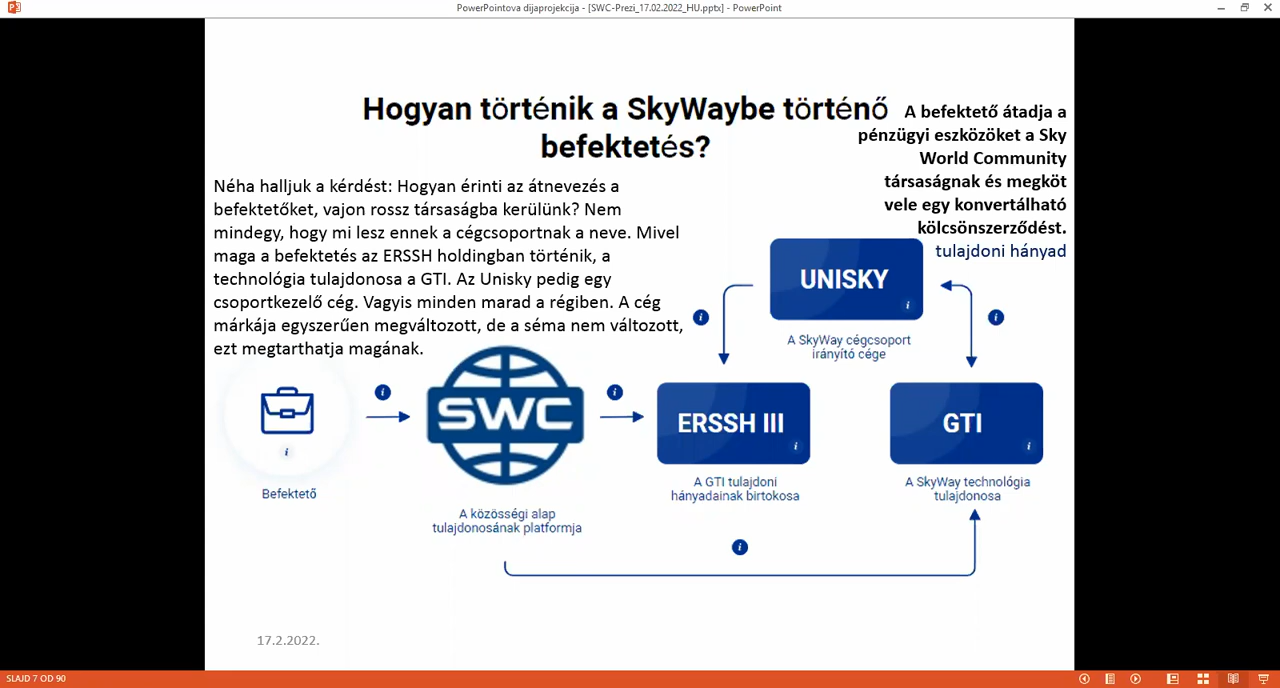 PowerPointova dijaprojekcija - [SWC-Prezi_17.02.2022_HU.pptx] - PowerPoint
Hogyan történik a SkyWaybe történő
befektetés?
A befektető átadja a
pénzügyi eszközöket a Sky
World Community
társaságnak és megköt
vele egy konvertálható
kölcsönszerződést.
tulajdoni hányad
Néha halljuk a kérdést: Hogyan érinti az átnevezés a
befektetőket, vajon rossz társaságba kerülünk? Nem
mindegy, hogy mi lesz ennek a cégcsoportnak a neve. Mivel
maga a befektetés az ERSSH holdingban történik, a
technológia tulajdonosa a GTI. Az Unisky pedig egy
csoportkezelő cég. Vagyis minden marad a régiben. A cég
márkája egyszerűen megváltozott, de a séma nem változott,
ezt megtarthatja magának.
UNISKY
i
A SkyWay cégcsoport
irányító cége
i
i
i
Befektető
i
SWC
A közösségi alap
tulajdonosának platformja
i
ERSSH III
i
A GTI tulajdoni
hányadainak birtokosa
GTI
i
A SkyWay technológia
tulajdonosa
i
17.2.2022.
SLAJD 7 OD 90